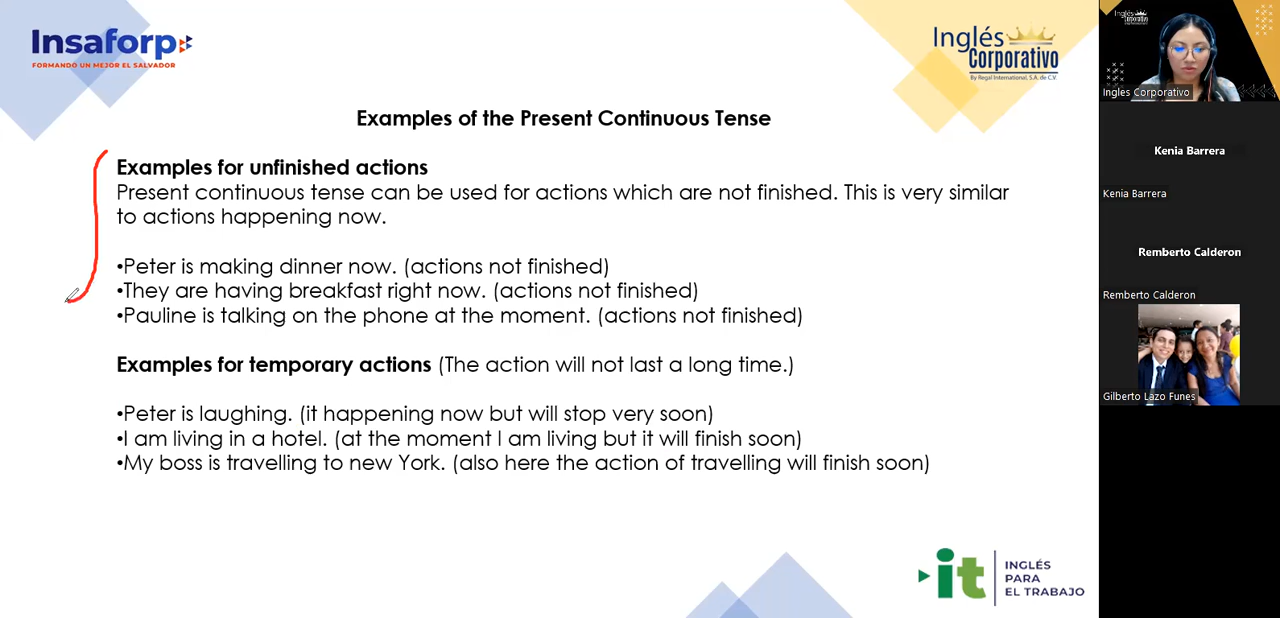 Insaforp
FORMANDO UN MEJOR EL SALVADOR
Inglés
Corporativo
By Regal International, S.A. de C.V.
Examples of the Present Continuous Tense
Examples for unfinished actions
Present continuous tense can be used for actions which are not finished. This is very similar
to actions happening now.
•Peter is making dinner now. (actions not finished)
•They are having breakfast right now. (actions not finished)
•Pauline is talking on the phone at the moment. (actions not finished)
Examples for temporary actions (The action will not last a long time.)
•Peter is laughing. (it happening now but will stop very soon)
•I am living in a hotel. (at the moment I am living but it will finish soon)
•My boss is travelling to new York. (also here the action of travelling will finish soon)
it
INGLÉS
PARA
EL TRABAJO
Inglés
Corporativo
Ingles Corporativo
Kenia Barrera
Kenia Barrera
Remberto Calderon
Remberto Calderon
Gilberto Lazo Funes